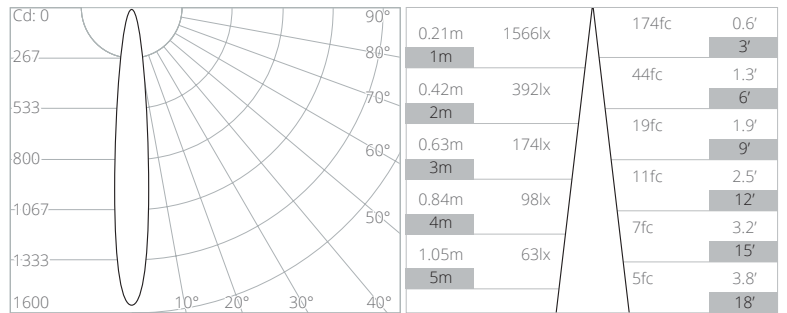 Cd: 0
90°
267
80°
533
70°
800
60°
1067
50°
1333
1600
10°
20°
30°
40°
0.21m 1566lx
1m
0.42m 392lx
2m
0.63m 174lx
3m
0.84m 98lx
4m
1.05m 63lx
5m
174fc 0.6'
3'
44fc 1.3'
6'
19fc 1.9'
9'
11fc 2.5'
12'
7fc 3.2'
15'
5fc 3.8'
18'